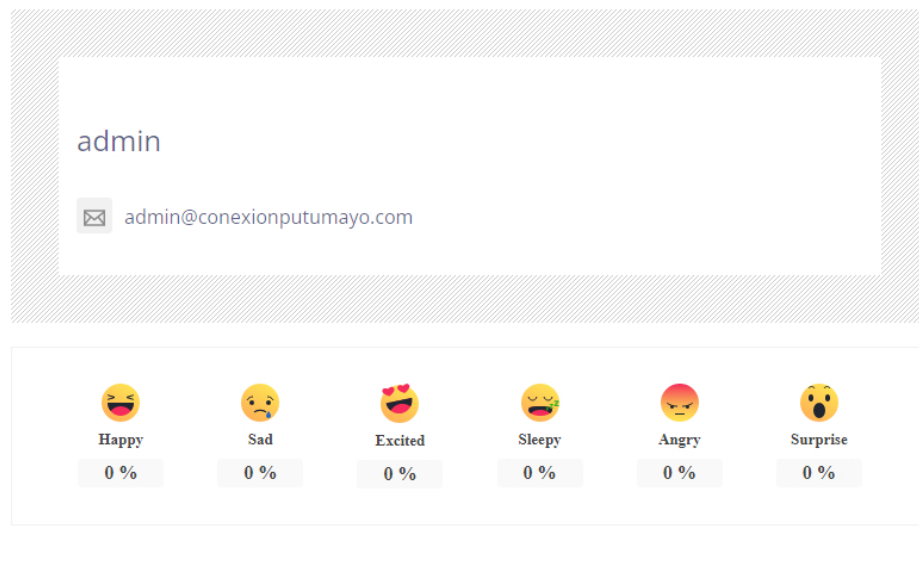 admin
admin@conexionputumayo.com
Happy Sad Excited Sleepy Angry Surprise
0 % 0 % 0 % 0 % 0 % 0 %